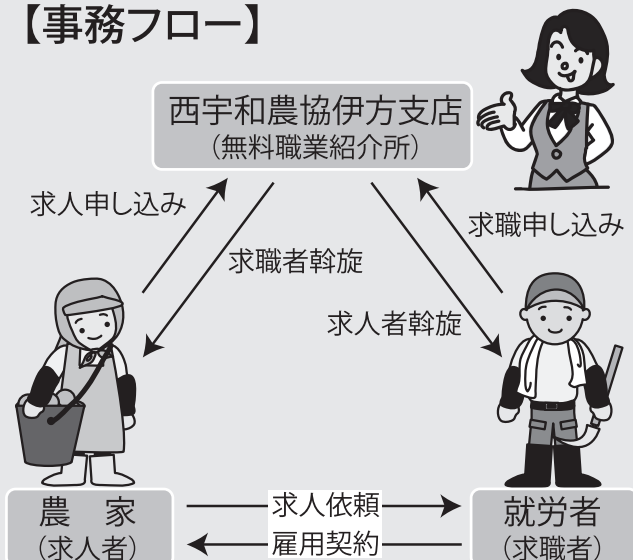 【事務フロー】
西宇和農協伊方支店
（無料職業紹介所）
求人申し込み
求職申し込み
求職者斡旋
求人者斡旋
求人依頼
雇用契約
農　家
（求人者）
就労者
（求職者）